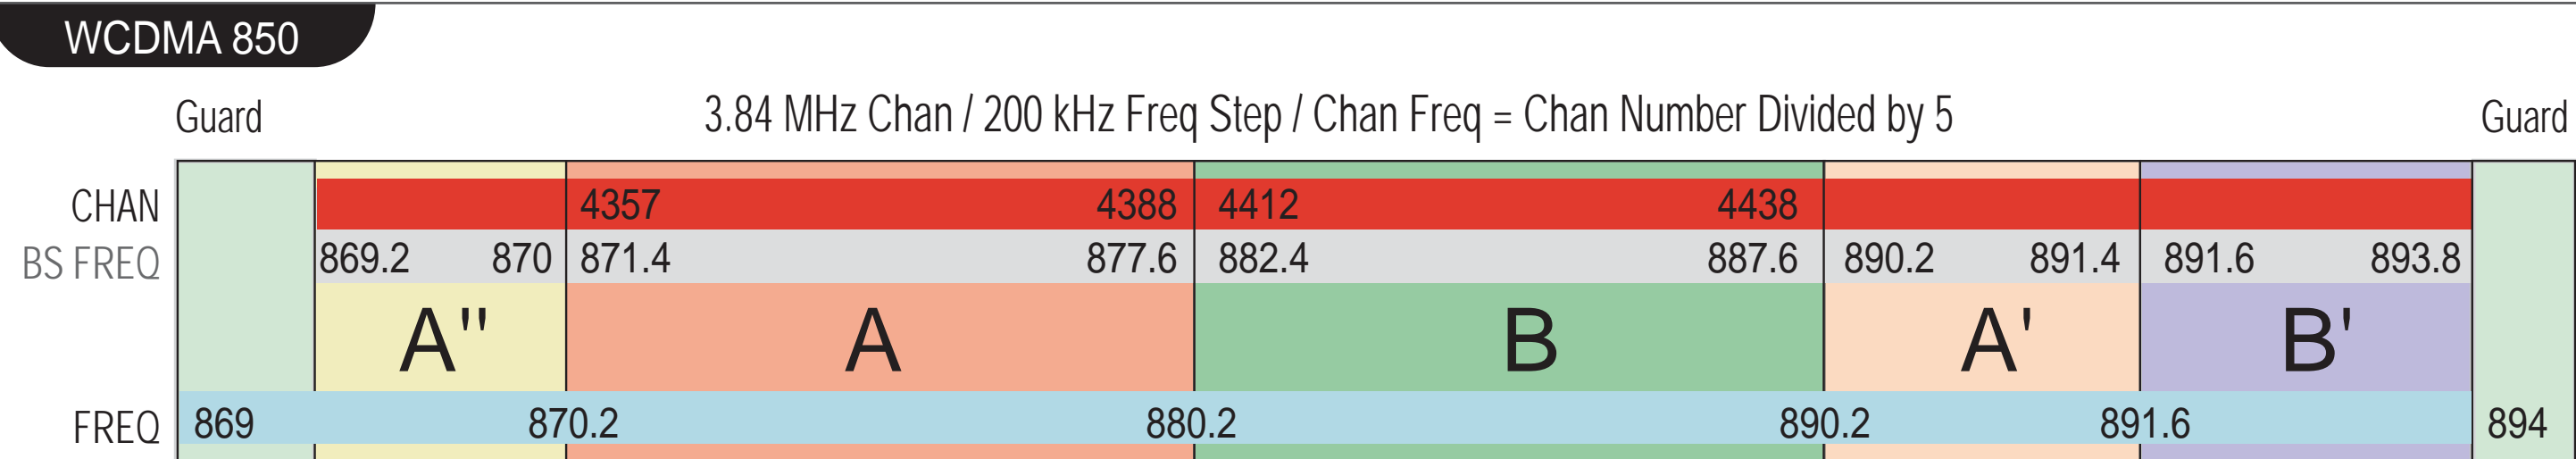 WCDMA 850
Guard 3.84 MHz Chan / 200 kHz Freq Step / Chan Freq = Chan Number Divided by 5 Guard
CHAN 4357 4388 4412 4438
BS FREQ 869.2 870 871.4 877.6 882.4 887.6 890.2 891.4 891.6 893.8
A" A B A' B'
FREQ 869 870.2 880.2 890.2 891.6 894